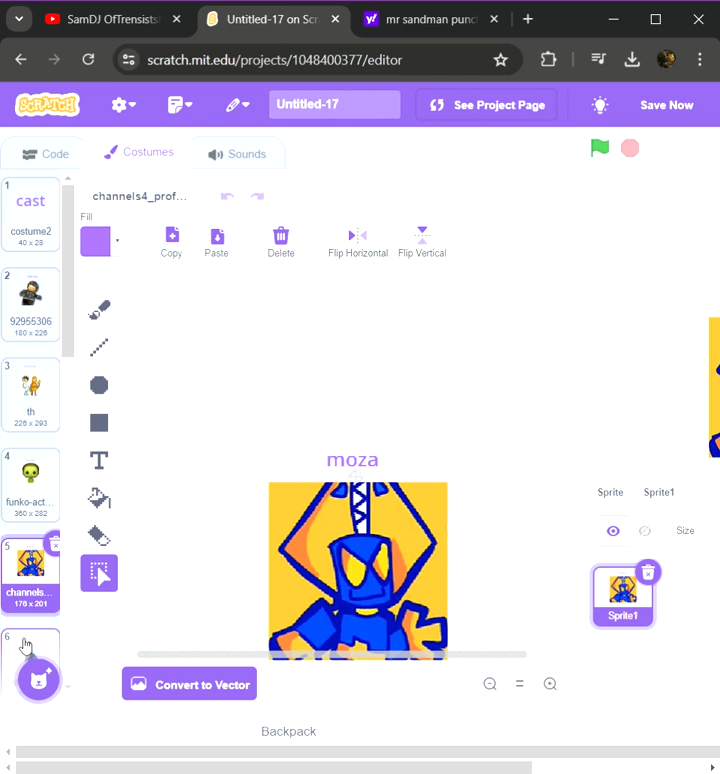 SamDJ OfTrensists
Untitled-17 on Scr
mr sandman punc
scratch.mit.edu/projects/1048400377/editor
SCRATCH
Untitled-17
See Project Page
Save Now
Code
Costumes
Sounds
1
cast
costume2
40 x 28
2
92955306
180 x 226
3
th
226 x 293
4
funko-act...
360 x 282
5
channels...
176 x 201
6
channels4_prof...
Fill
Copy
Paste
Delete
Flip Horizontal
Flip Vertical
T
moza
Convert to Vector
Sprite
Sprite1
Size
Sprite1
Backpack